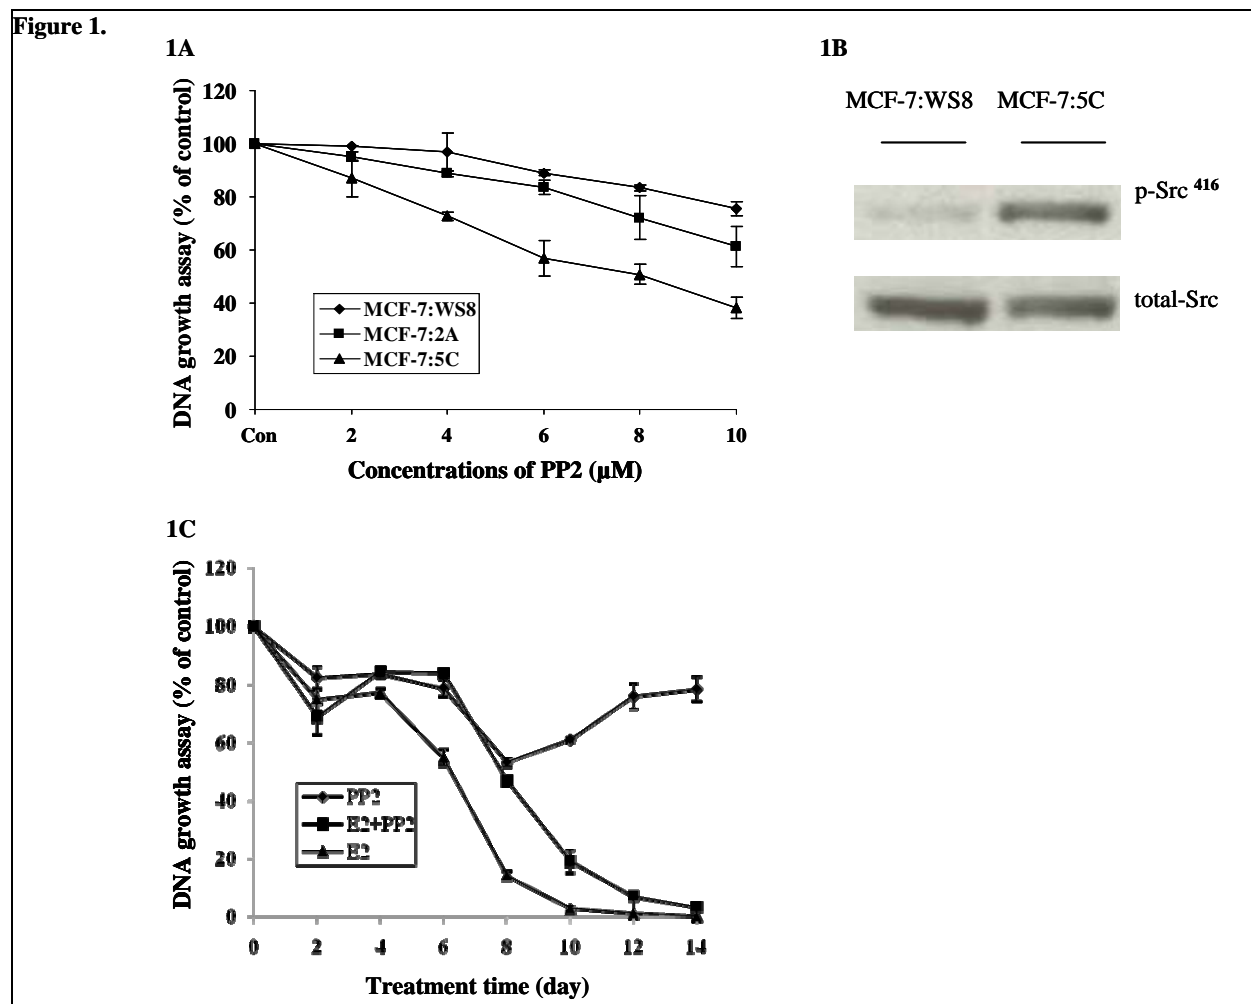 Figure 1.
1A
DNA growth assay (% of control)
120
100
80
60
40
20
0
Con 2 4 6 8 10
Concentrations of PP2 (µM)
MCF-7:WS8
MCF-7:2A
MCF-7:5C
1B
MCF-7:WS8 MCF-7:5C
p-Src 416
total-Src
1C
DNA growth assay (% of control)
120
100
80
60
40
20
0
0 2 4 6 8 10 12 14
Treatment time (day)
PP2
E2+PP2
E2